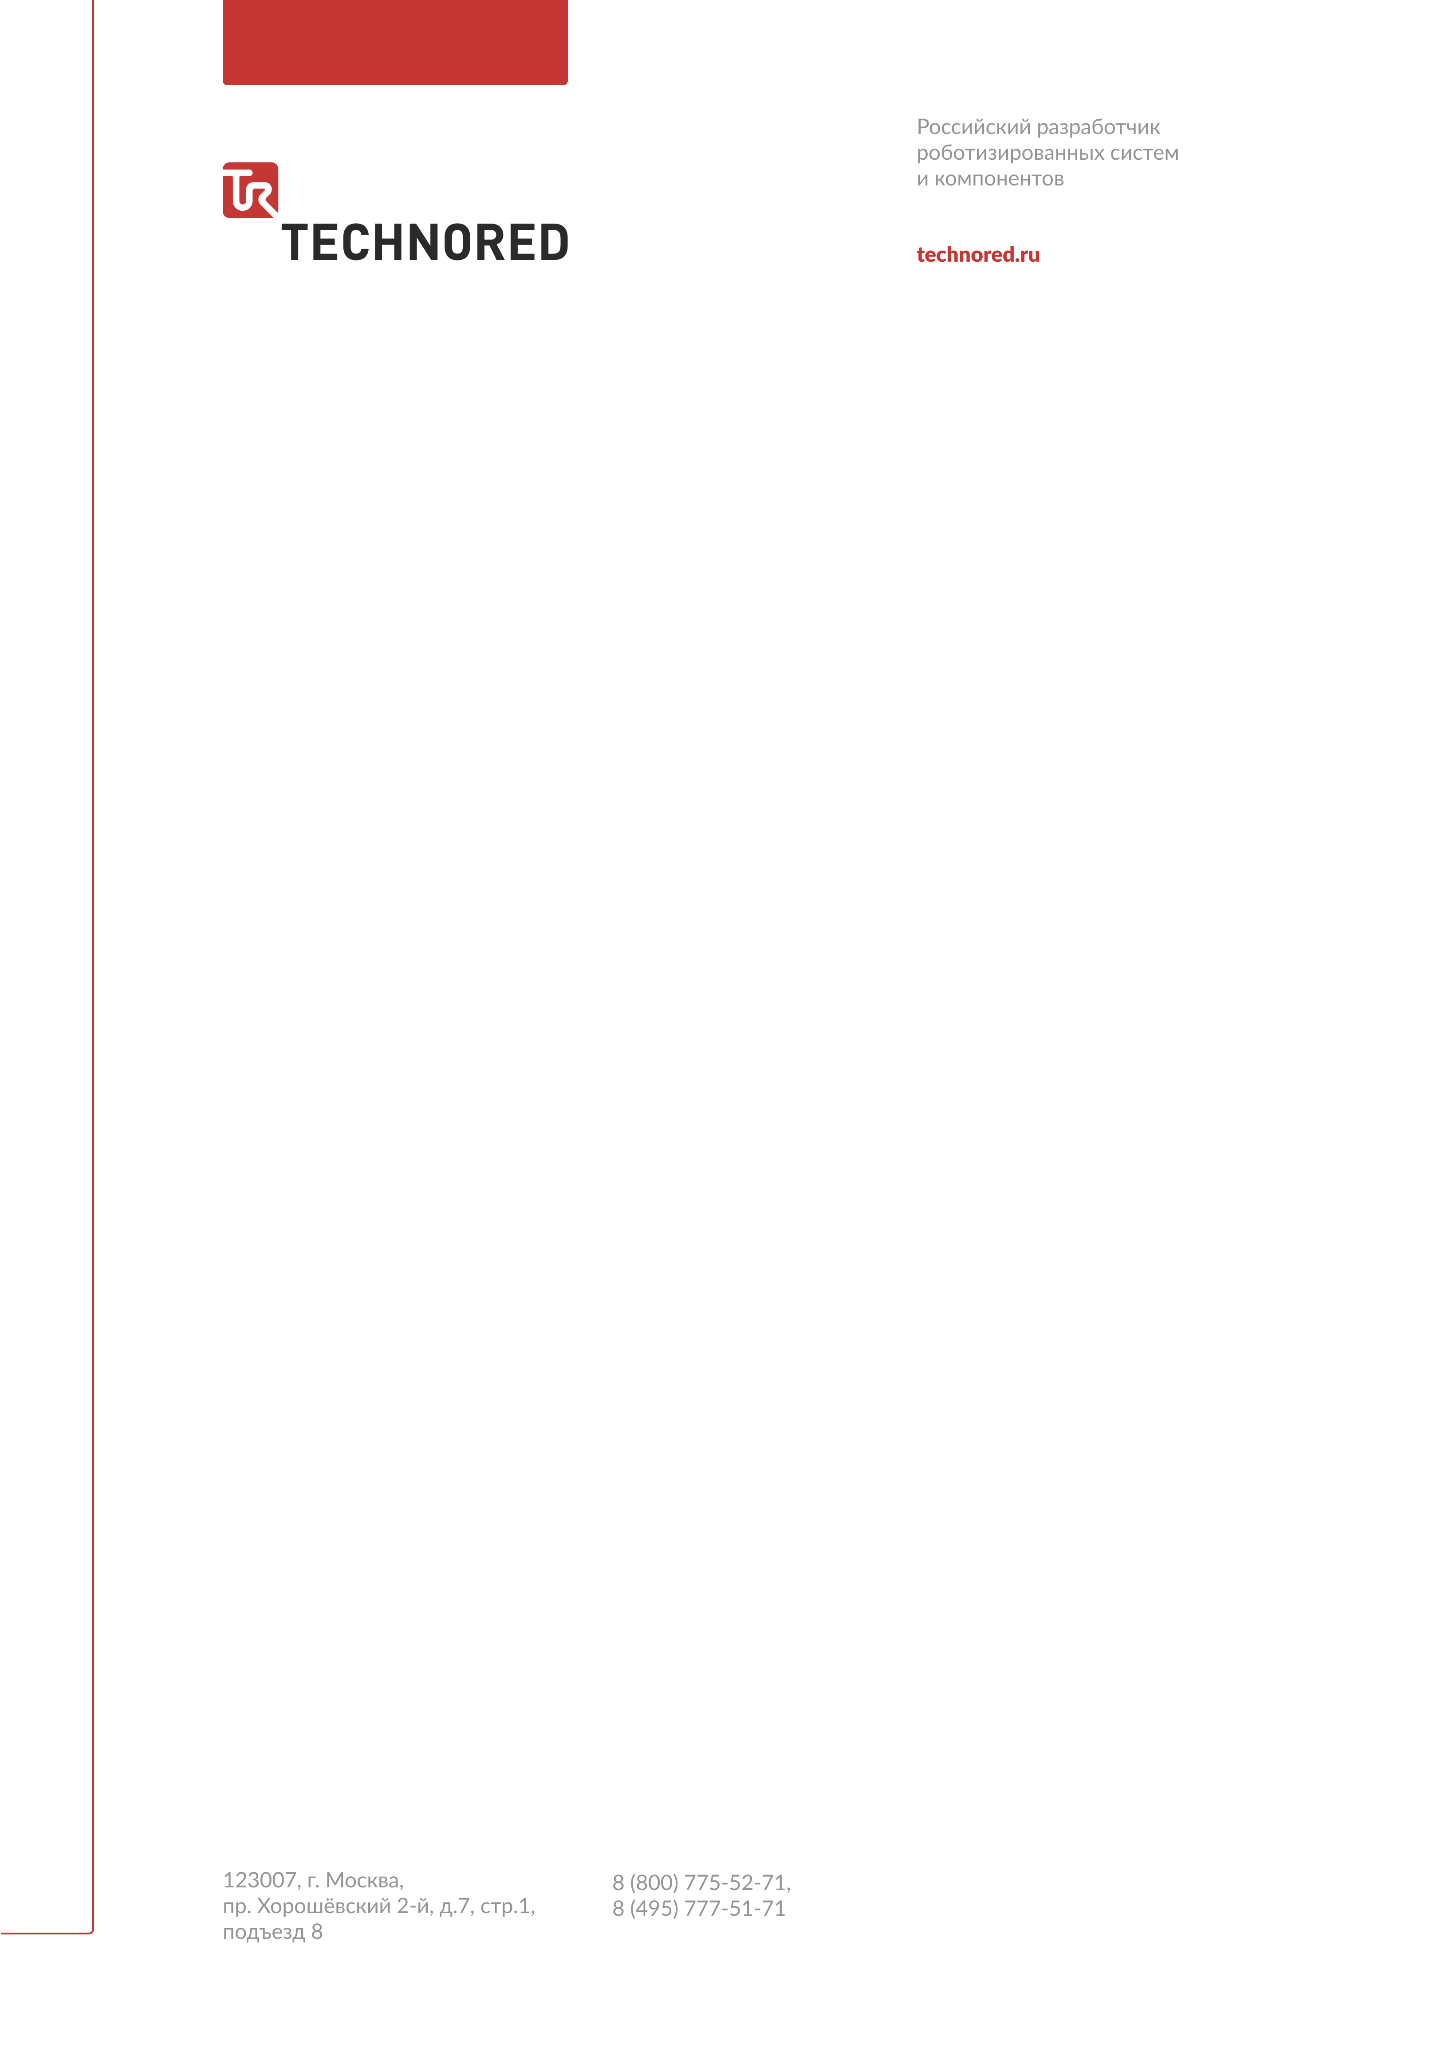 Российский разработчик
роботизированных систем
и компонентов
TR
TECHNORED
technored.ru
123007, г. Москва,
пр. Хорошёвский 2-й, д.7, стр.1,
подъезд 8
8 (800) 775-52-71,
8 (495) 777-51-71